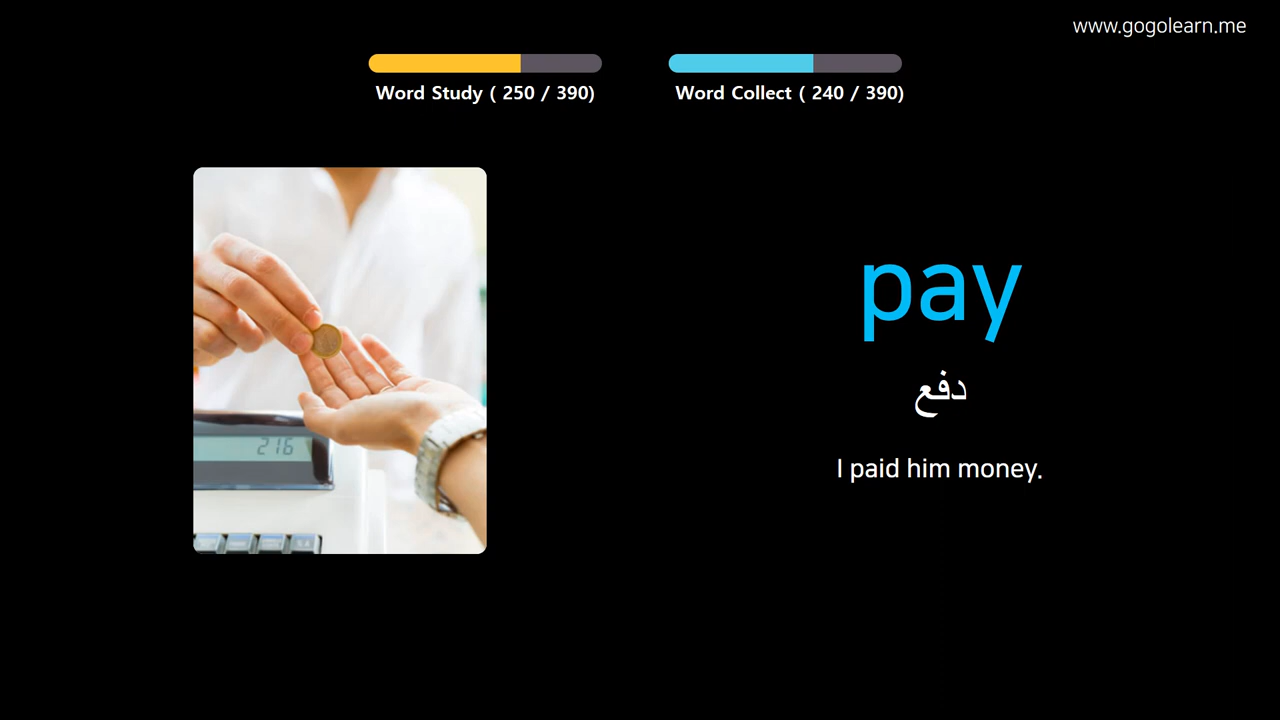 www.gogolearn.me
Word Study ( 250 / 390)
Word Collect ( 240 / 390)
216
pay
دفع
I paid him money.